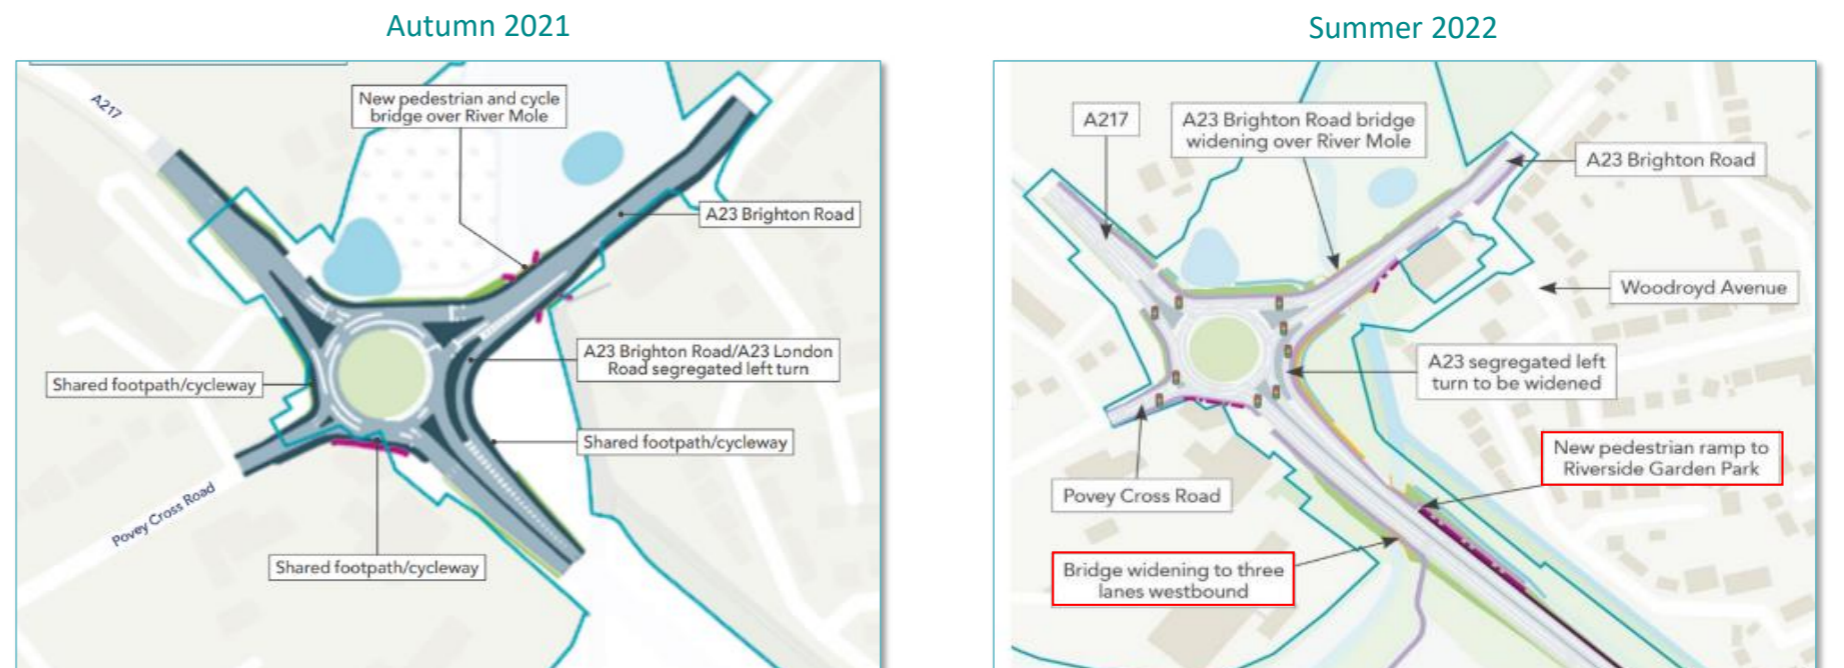 Autumn 2021
A217
New pedestrian and cycle
bridge over River Mole
A23 Brighton Road
A23 Brighton Road/A23 London
Road segregated left turn
Shared footpath/cycleway
Shared footpath/cycleway
Povey Cross Road
Shared footpath/cycleway
Summer 2022
A217
A23 Brighton Road bridge
widening over River Mole
A23 Brighton Road
Woodroyd Avenue
A23 segregated left
turn to be widened
New pedestrian ramp to
Riverside Garden Park
Povey Cross Road
Bridge widening to three
lanes westbound